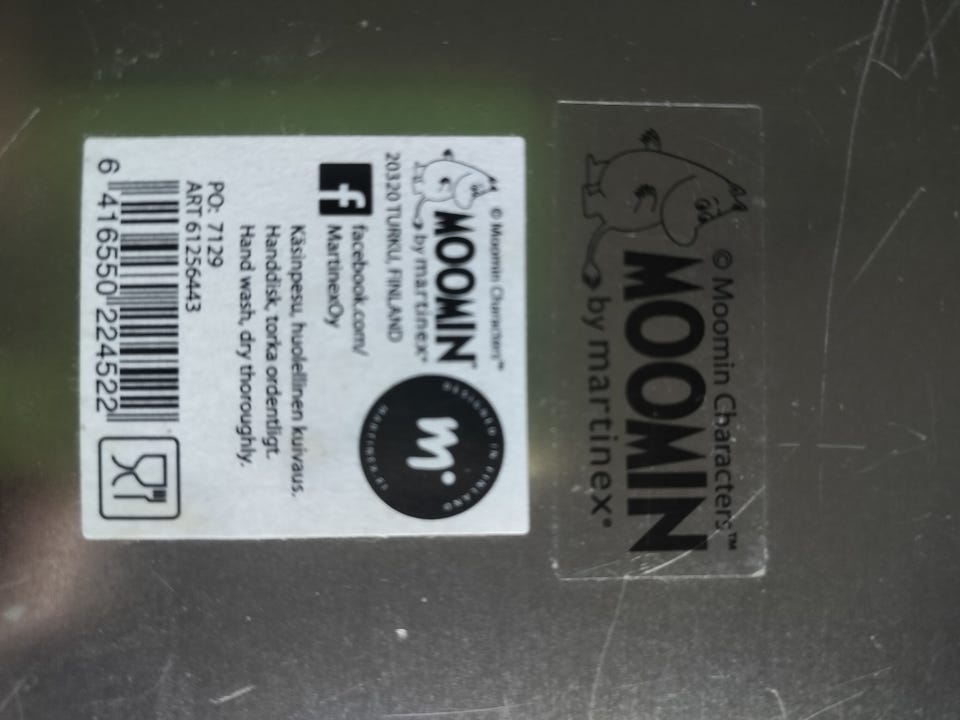 © Moomin Characters™
MOOMIN
by martinex®
© Moomin Characters™
MOOMIN®
by martinex®
20320 TURKU, FINLAND
facebook.com/
MartinexOy
m
DESIGNED IN FINLAND
Käsinpesu, huolellinen kuivaus.
Handdisk, torka ordentligt.
Hand wash, dry thoroughly.
PO: 7129
ART 61256443
6 416550 224522